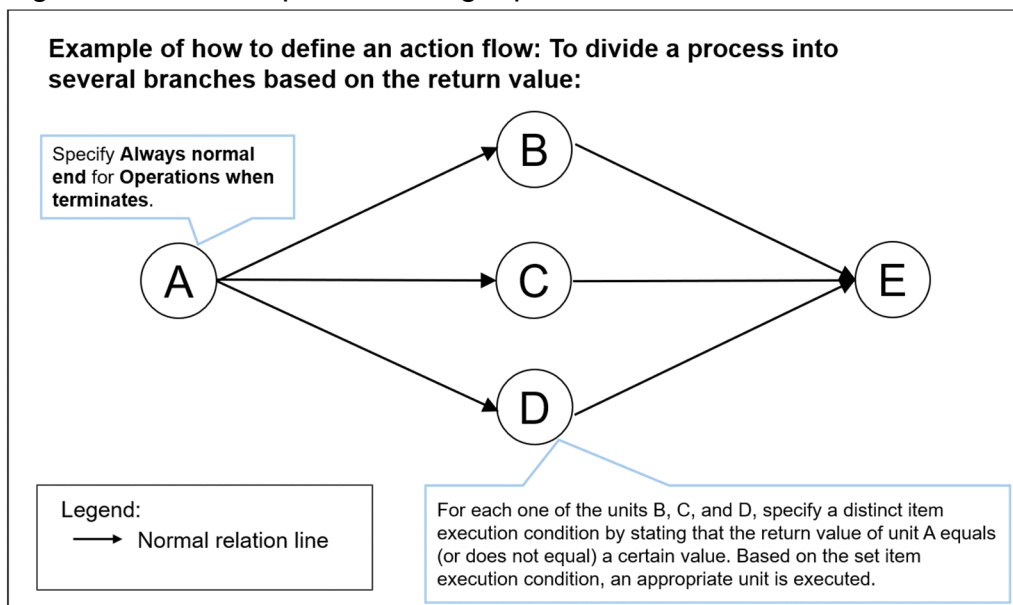 Example of how to define an action flow: To divide a process into
several branches based on the return value:
Specify Always normal
end for Operations when
terminates.
B
A
C
E
D
Legend:
Normal relation line
For each one of the units B, C, and D, specify a distinct item
execution condition by stating that the return value of unit A equals
(or does not equal) a certain value. Based on the set item
execution condition, an appropriate unit is executed.